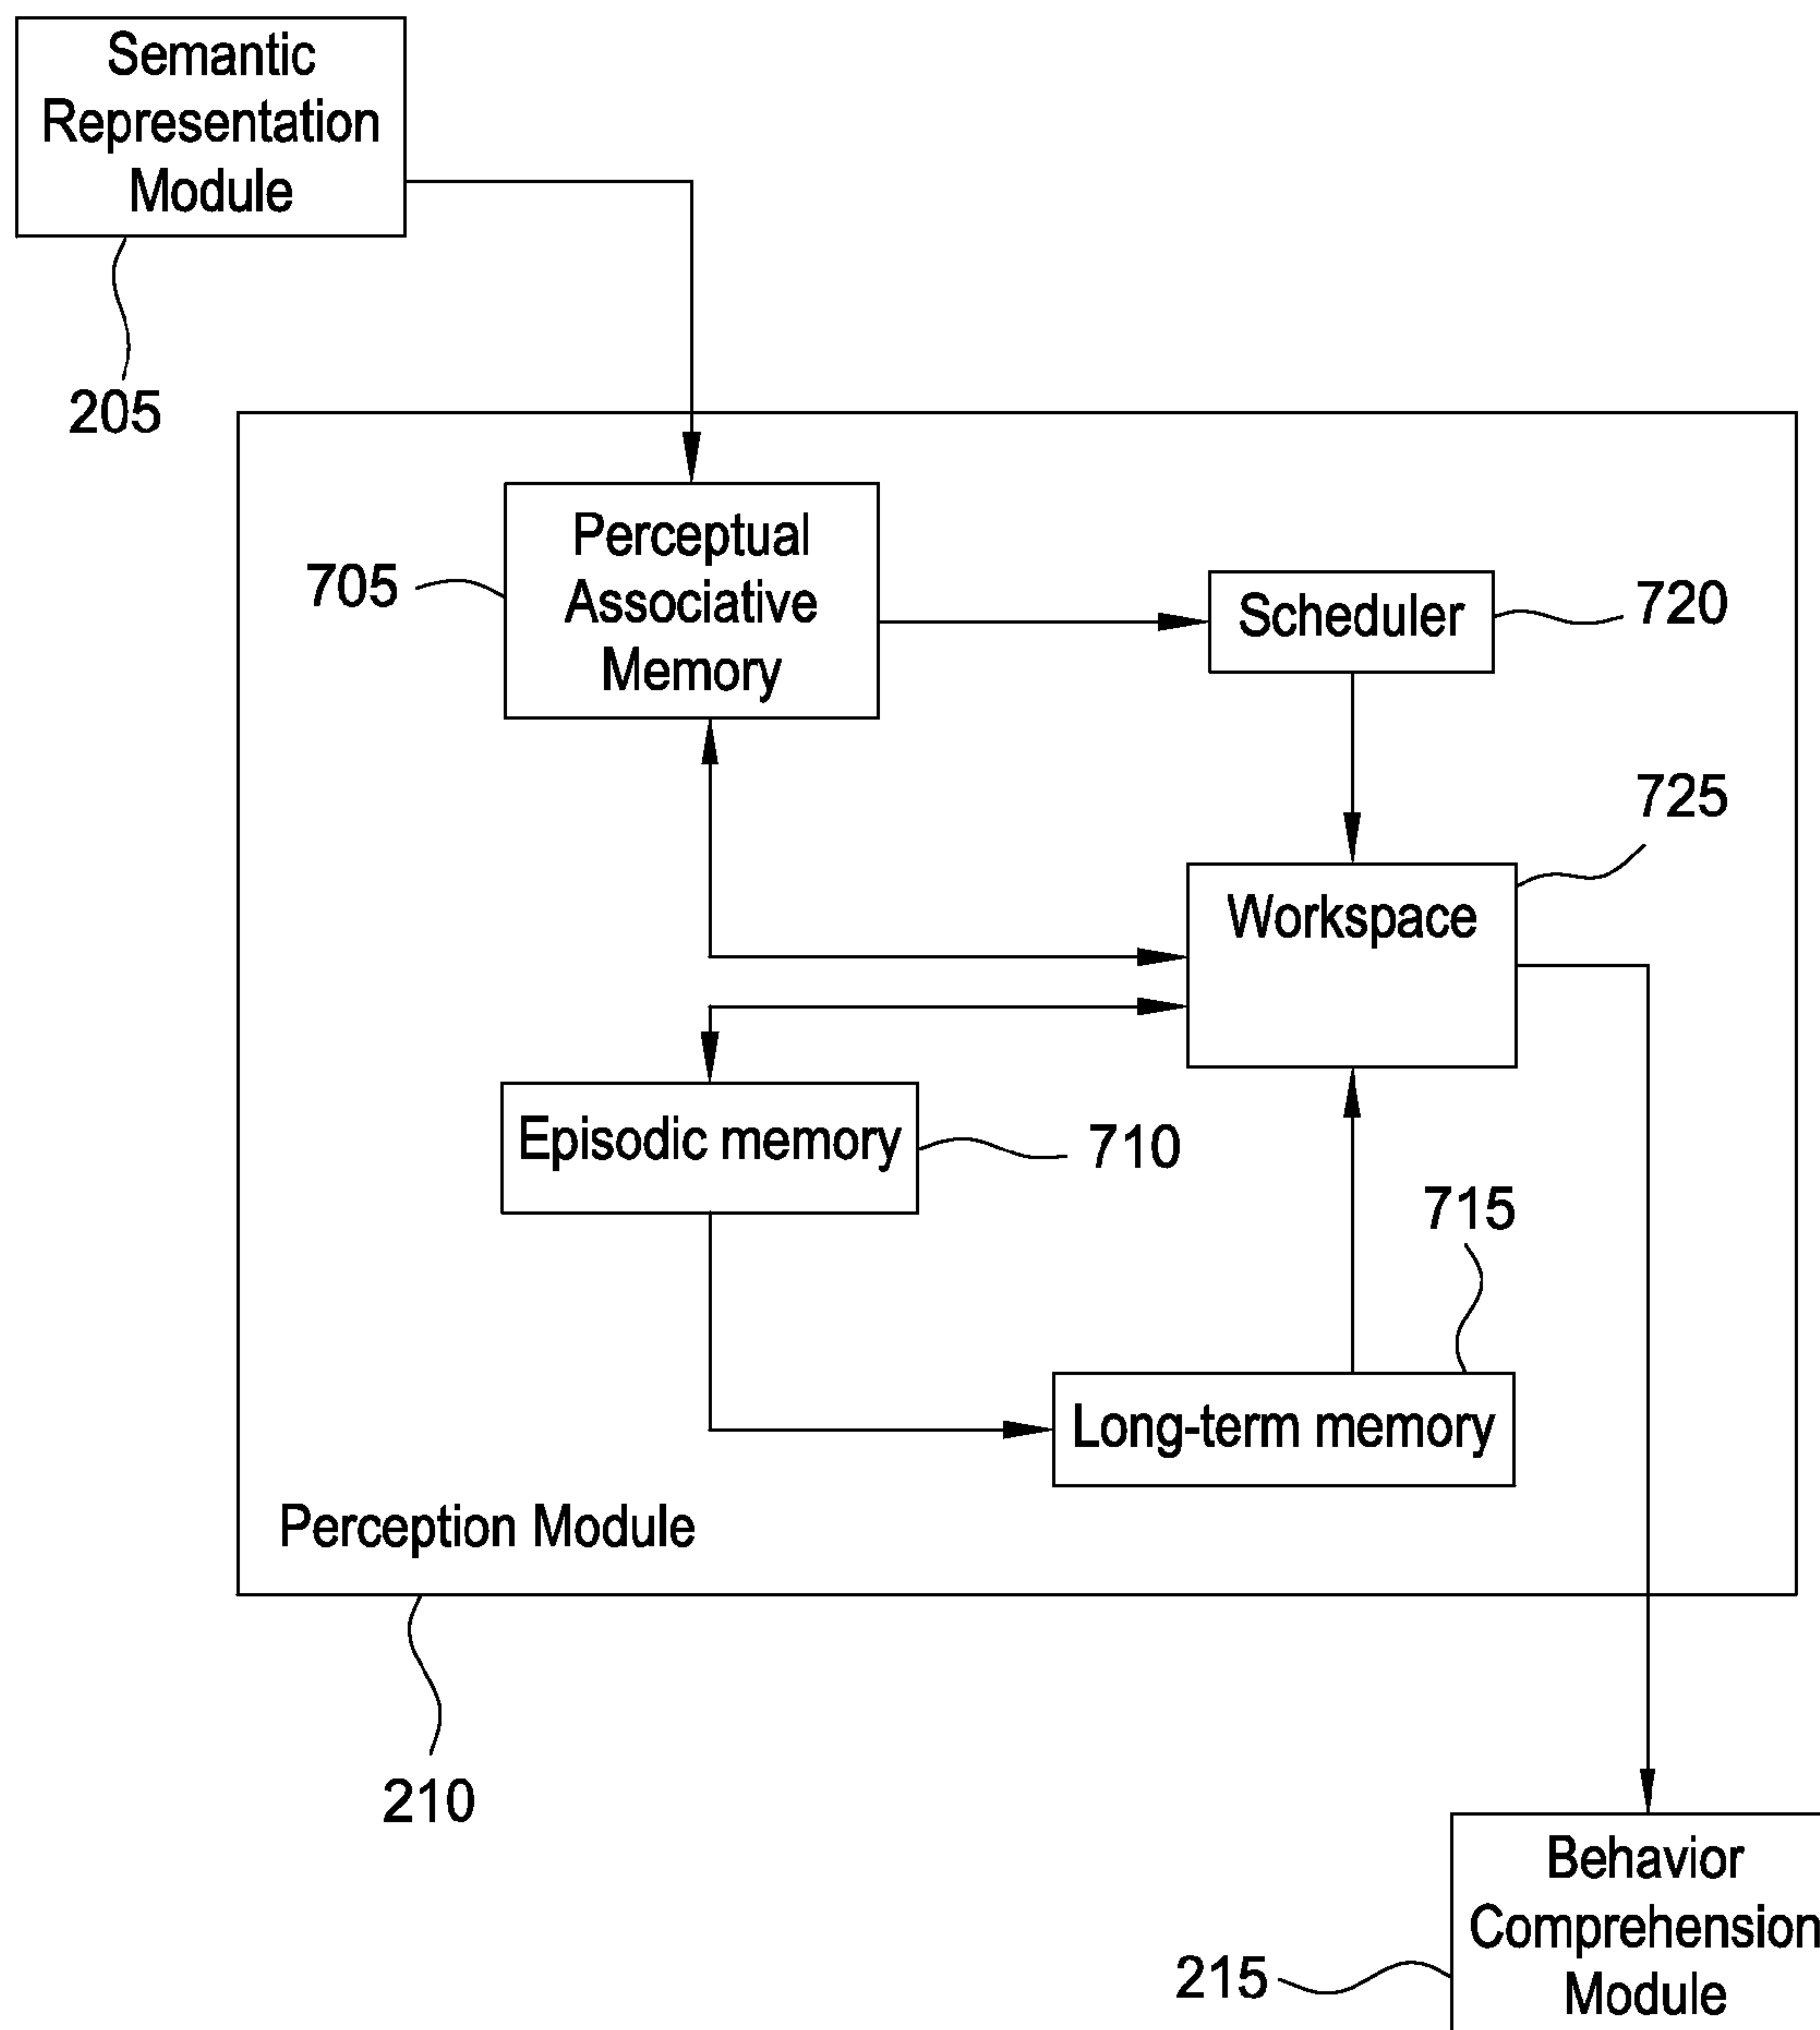 Semantic
Representation
Module
205
Perceptual
Associative
Memory
705
Scheduler
720
725
Workspace
Episodic memory
710
715
Long-term memory
Perception Module
210
Behavior
Comprehension
Module
215